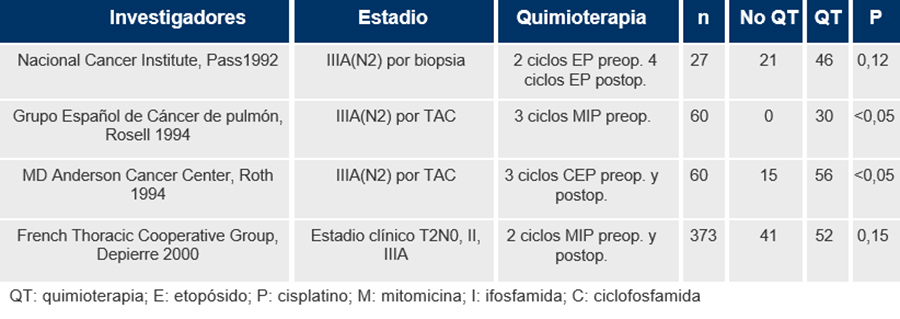 Investigadores Estadio Quimioterapia n No QT QT P
Nacional Cancer Institute, Pass1992 IIIA(N2) por biopsia 2 ciclos EP preop. 4 27 21 46 0,12
ciclos EP postop.
Grupo Español de Cáncer de pulmón, IIIA(N2) por TAC 3 ciclos MIP preop. 60 0 30 <0,05
Rosell 1994
MD Anderson Cancer Center, Roth IIIA(N2) por TAC 3 ciclos CEP preop. y 60 15 56 <0,05
1994 postop.
French Thoracic Cooperative Group, Estadio clínico T2N0, II, 2 ciclos MIP preop. y 373 41 52 0,15
Depierre 2000 IIIA postop.
QT: quimioterapia; E: etopósido; P: cisplatino; M: mitomicina; I: ifosfamida; C: ciclofosfamida